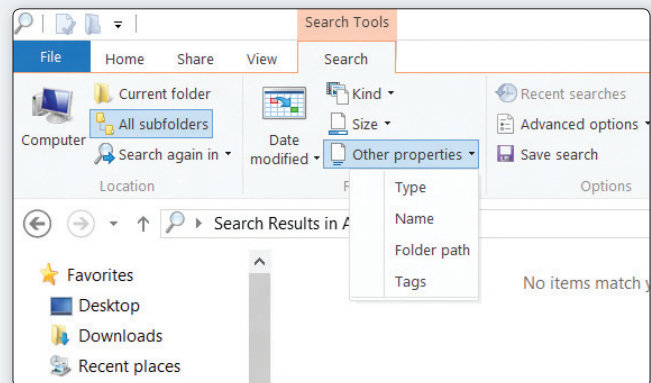 Search Tools
File Home Share View Search
Computer
Current folder
All subfolders
Search again in
Location
Date modified
Kind
Size
Other properties
Type
Name
Folder path
Tags
Recent searches
Advanced options
Save search
Options
Search Results in A
Favorites
Desktop
Downloads
Recent places
No items match y